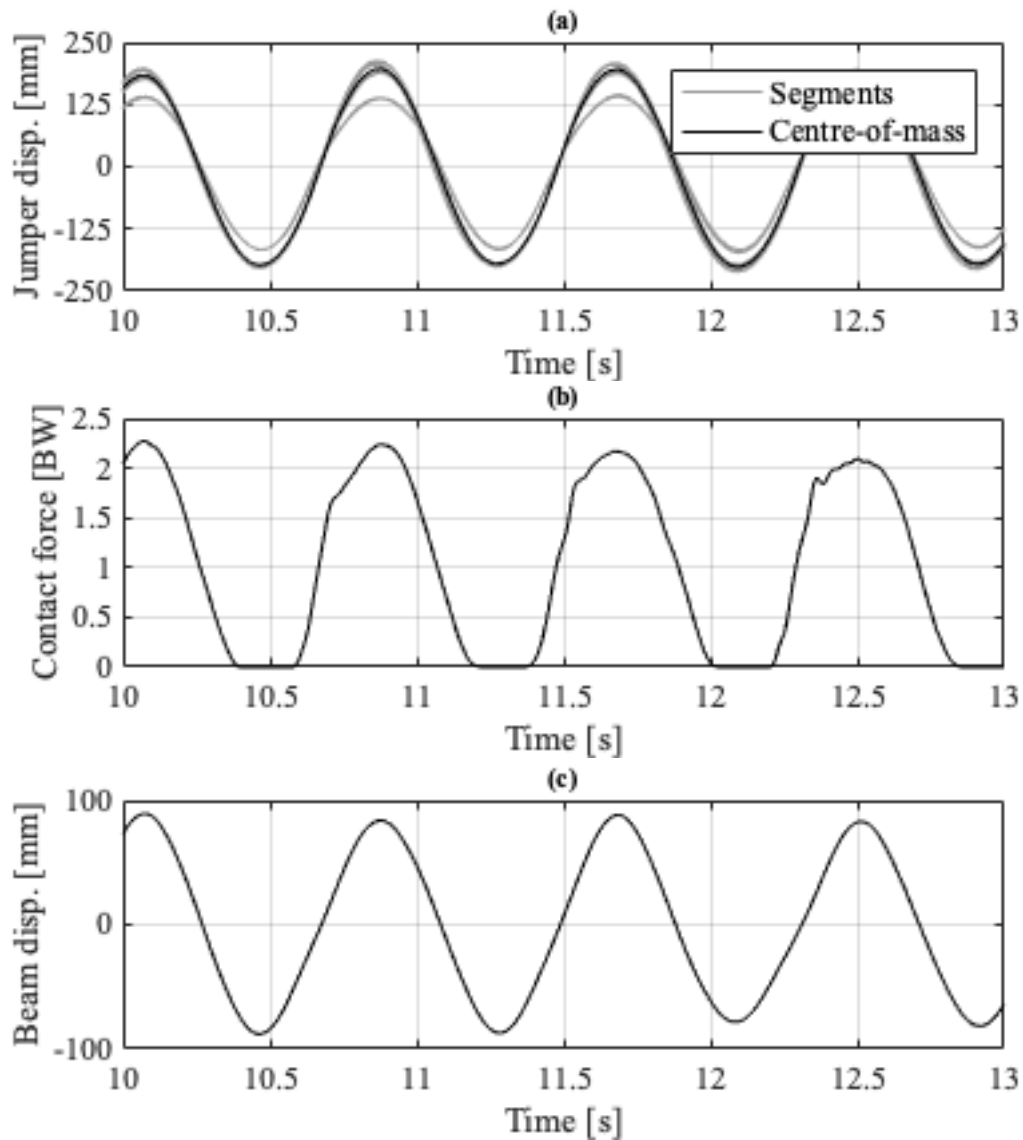 (a)
Jumper disp. [mm]
250
125
0
-125
-250
Segments
Centre-of-mass
10 10.5 11 11.5 12 12.5 13
Time [s]
(b)
Contact force [BW]
2.5
2
1.5
1
0.5
0
10 10.5 11 11.5 12 12.5 13
Time [s]
(c)
Beam disp. [mm]
100
0
-100
10 10.5 11 11.5 12 12.5 13
Time [s]